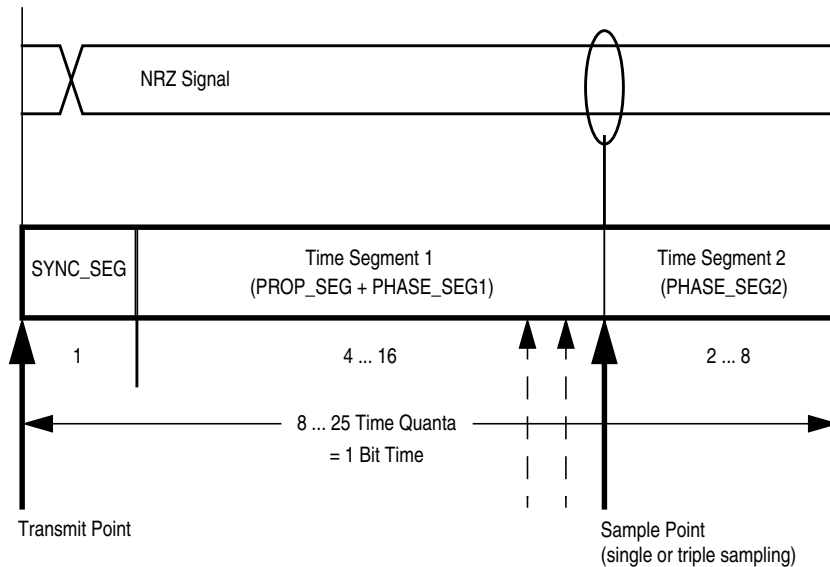 NRZ Signal
SYNC_SEG
Time Segment 1
(PROP_SEG + PHASE_SEG1)
Time Segment 2
(PHASE_SEG2)
1
4 ... 16
2 ... 8
8 ... 25 Time Quanta
= 1 Bit Time
Transmit Point
Sample Point
(single or triple sampling)